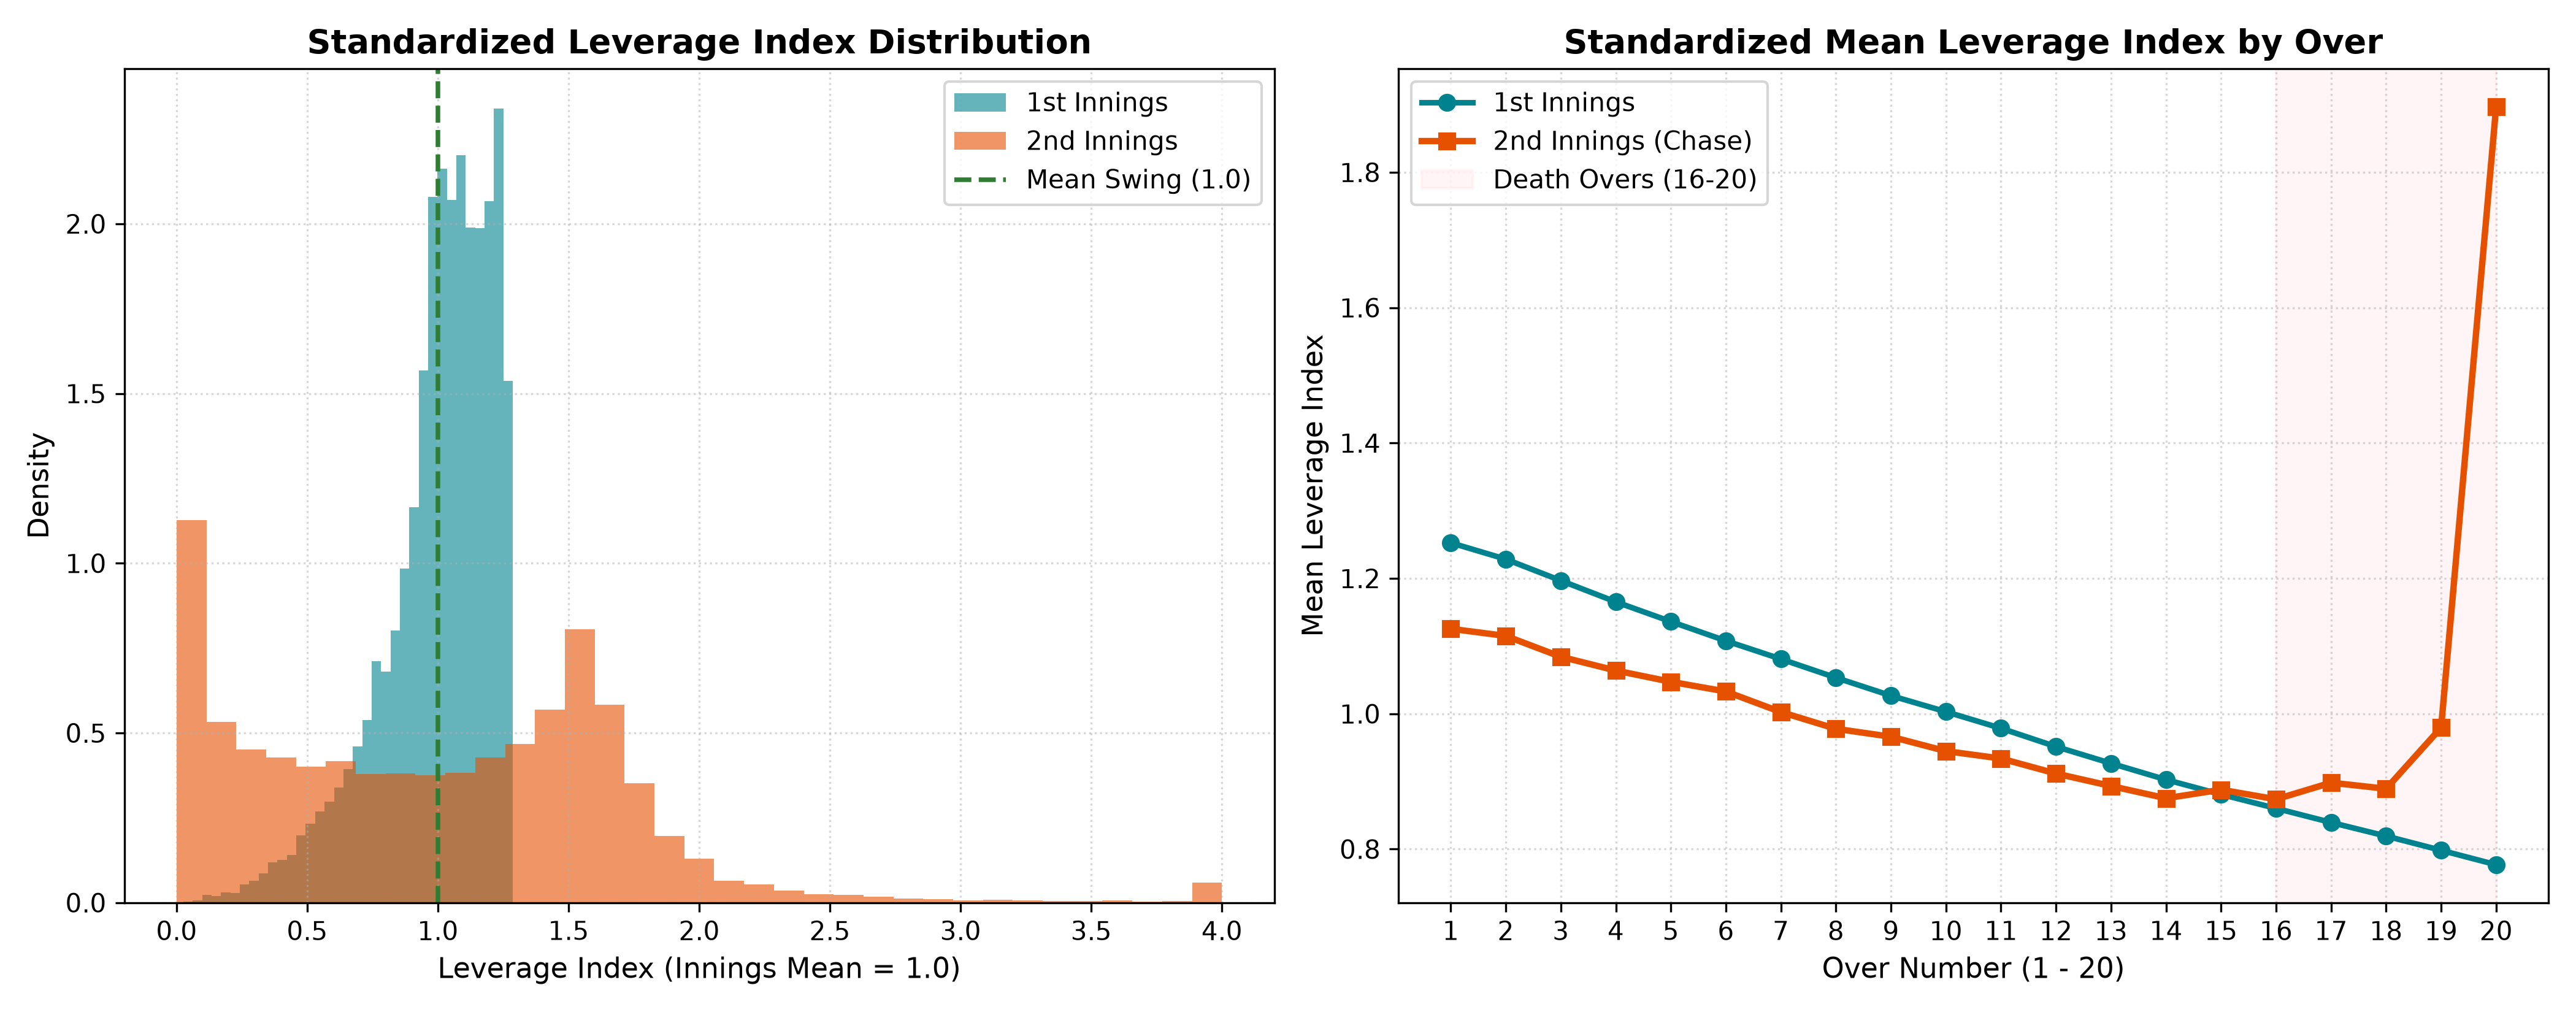 Standardized Leverage Index Distribution
1st Innings
2nd Innings
Mean Swing (1.0)
Density
2.0
1.5
1.0
0.5
0.0
0.0 0.5 1.0 1.5 2.0 2.5 3.0 3.5 4.0
Leverage Index (Innings Mean = 1.0)
Standardized Mean Leverage Index by Over
1st Innings
2nd Innings (Chase)
Death Overs (16-20)
Mean Leverage Index
1.8
1.6
1.4
1.2
1.0
0.8
1 2 3 4 5 6 7 8 9 10 11 12 13 14 15 16 17 18 19 20
Over Number (1 - 20)